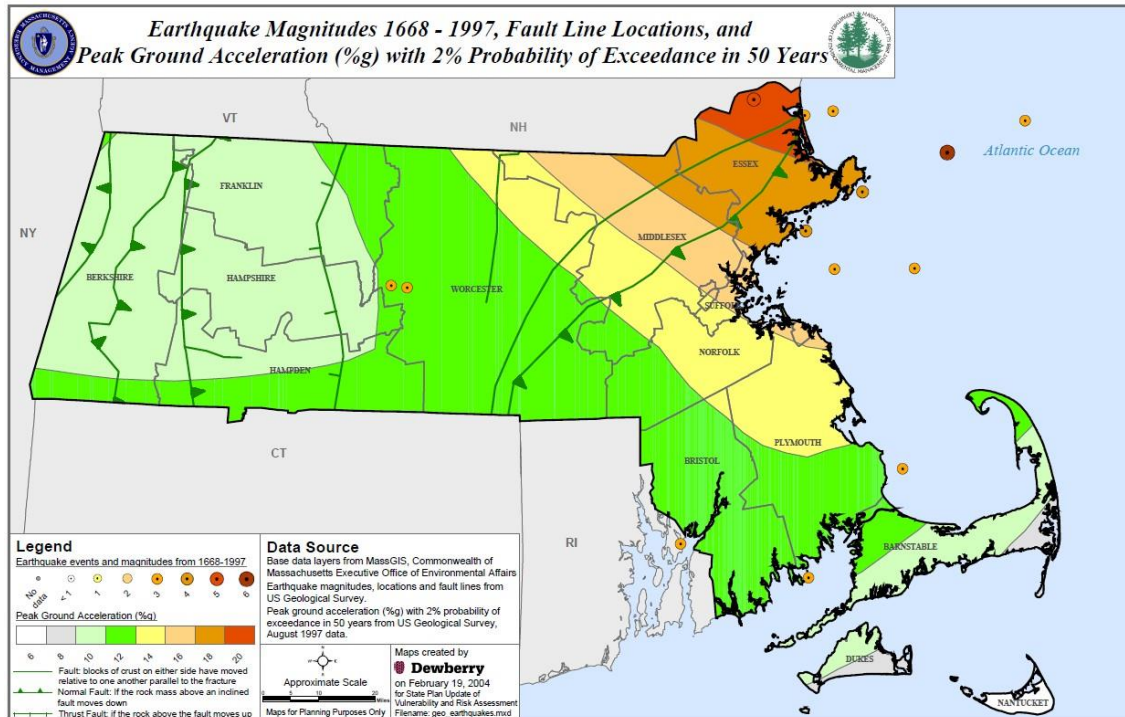 Earthquake Magnitudes 1668 - 1997, Fault Line Locations, and
Peak Ground Acceleration (%g) with 2% Probability of Exceedance in 50 Years
VT
NH
NY
Atlantic Ocean
ESSEX
FRANKLIN
MIDDLESEX
BERKSHIRE
HAMPSHIRE
WORCESTER
SUFFOLK
NORFOLK
HAMPDEN
CT
PLYMOUTH
BRISTOL
RI
BARNSTABLE
DUKES
NANTUCKET
Legend
Earthquake events and magnitudes from 1668-1997
No data
< 1
1
2
3
4
5
6
Peak Ground Acceleration (%g)
6
8
10
12
14
16
18
20
Fault: blocks of crust on either side have moved
relative to one another parallel to the fracture
Normal Fault: If the rock mass above an inclined
fault moves down
Thrust Fault: if the rock above the fault moves up
Data Source
Base data layers from MassGIS, Commonwealth of
Massachusetts Executive Office of Environmental Affairs
Earthquake magnitudes, locations and fault lines from
US Geological Survey.
Peak ground acceleration (%g) with 2% probability of
exceedance in 50 years from US Geological Survey,
August 1997 data.
Approximate Scale
0 5 10 20
Miles
Maps for Planning Purposes Only
Maps created by
Dewberry
on February 19, 2004
for State Plan Update of
Vulnerability and Risk Assessment
Filename: geo_earthquakes.mxd